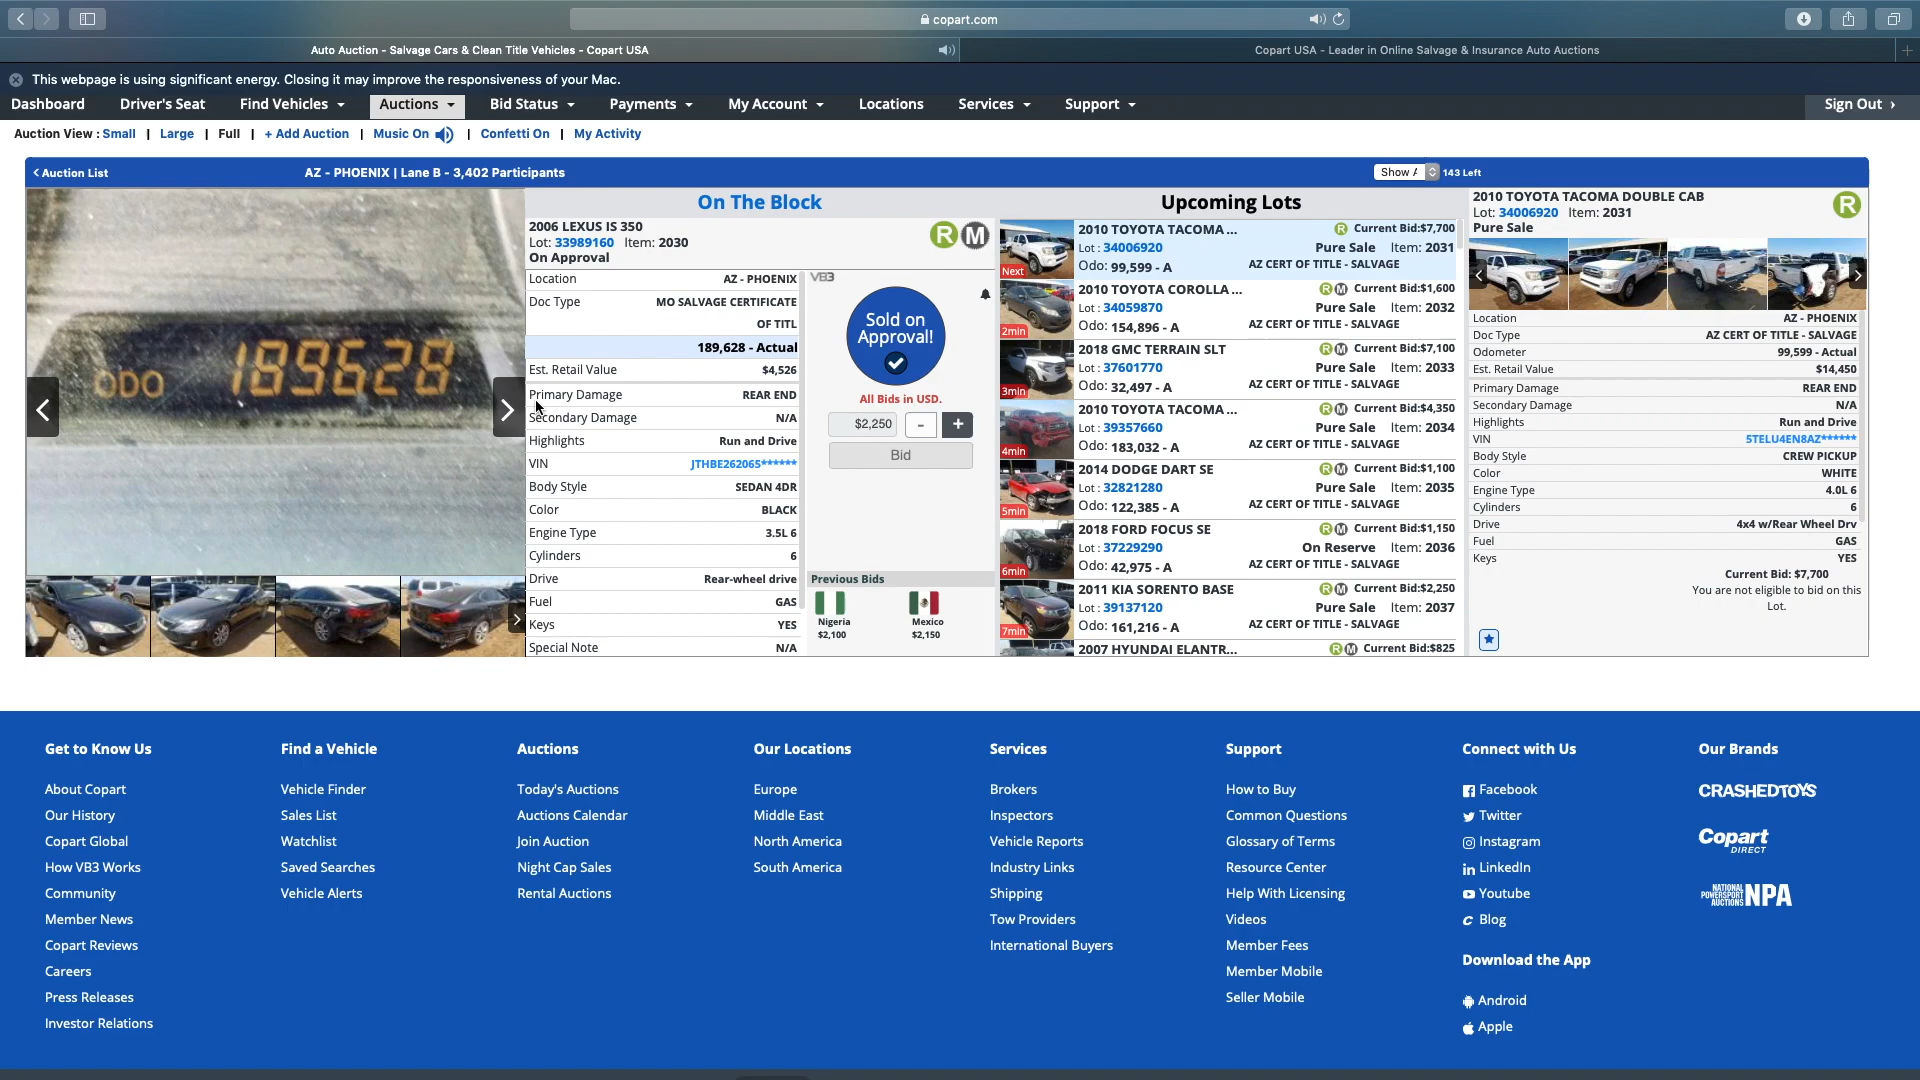 copart.com
Auto Auction - Salvage Cars & Clean Title Vehicles - Copart USA
Copart USA - Leader in Online Salvage & Insurance Auto Auctions
This webpage is using significant energy. Closing it may improve the responsiveness of your Mac.
Dashboard Driver's Seat Find Vehicles Auctions Bid Status Payments My Account Locations Services Support Sign Out ›
Auction View : Small | Large | Full | + Add Auction | Music On | Confetti On | My Activity
< Auction List AZ - PHOENIX | Lane B - 3,402 Participants Show 143 Left
ODO 189628
On The Block
2006 LEXUS IS 350
Lot: 33989160 Item: 2030
On Approval
R M
Location AZ - PHOENIX
Doc Type MO SALVAGE CERTIFICATE
OF TITL
189,628 - Actual
Est. Retail Value $4,526
Primary Damage REAR END
Secondary Damage N/A
Highlights Run and Drive
VIN JTHBE262065******
Body Style SEDAN 4DR
Color BLACK
Engine Type 3.5L 6
Cylinders 6
Drive Rear-wheel drive
Fuel GAS
Keys YES
Special Note N/A
VB3
Sold on
Approval!
All Bids in USD.
$2,250 - +
Bid
Previous Bids
Nigeria Mexico
$2,100 $2,150
Upcoming Lots
2010 TOYOTA TACOMA ... R Current Bid:$7,700
Lot : 34006920 Pure Sale Item: 2031
Next Odo: 99,599 - A AZ CERT OF TITLE - SALVAGE
2010 TOYOTA COROLLA ... R M Current Bid:$1,600
Lot : 34059870 Pure Sale Item: 2032
2min Odo: 154,896 - A AZ CERT OF TITLE - SALVAGE
2018 GMC TERRAIN SLT R M Current Bid:$7,100
Lot : 37601770 Pure Sale Item: 2033
3min Odo: 32,497 - A AZ CERT OF TITLE - SALVAGE
2010 TOYOTA TACOMA ... R M Current Bid:$4,350
Lot : 39357660 Pure Sale Item: 2034
4min Odo: 183,032 - A AZ CERT OF TITLE - SALVAGE
2014 DODGE DART SE R M Current Bid:$1,100
Lot : 32821280 Pure Sale Item: 2035
5min Odo: 122,385 - A AZ CERT OF TITLE - SALVAGE
2018 FORD FOCUS SE R M Current Bid:$1,150
Lot : 37229290 On Reserve Item: 2036
6min Odo: 42,975 - A AZ CERT OF TITLE - SALVAGE
2011 KIA SORENTO BASE R M Current Bid:$2,250
Lot : 39137120 Pure Sale Item: 2037
7min Odo: 161,216 - A AZ CERT OF TITLE - SALVAGE
2007 HYUNDAI ELANTR... R M Current Bid:$825
2010 TOYOTA TACOMA DOUBLE CAB
Lot: 34006920 Item: 2031
Pure Sale
R
Location AZ - PHOENIX
Doc Type AZ CERT OF TITLE - SALVAGE
Odometer 99,599 - Actual
Est. Retail Value $14,450
Primary Damage REAR END
Secondary Damage N/A
Highlights Run and Drive
VIN 5TELU4EN8AZ******
Body Style CREW PICKUP
Color WHITE
Engine Type 4.0L 6
Cylinders 6
Drive 4x4 w/Rear Wheel Drv
Fuel GAS
Keys YES
Current Bid: $7,700
You are not eligible to bid on this
Lot.
Get to Know Us
About Copart
Our History
Copart Global
How VB3 Works
Community
Member News
Copart Reviews
Careers
Press Releases
Investor Relations
Find a Vehicle
Vehicle Finder
Sales List
Watchlist
Saved Searches
Vehicle Alerts
Auctions
Today's Auctions
Auctions Calendar
Join Auction
Night Cap Sales
Rental Auctions
Our Locations
Europe
Middle East
North America
South America
Services
Brokers
Inspectors
Vehicle Reports
Industry Links
Shipping
Tow Providers
International Buyers
Support
How to Buy
Common Questions
Glossary of Terms
Resource Center
Help With Licensing
Videos
Member Fees
Member Mobile
Seller Mobile
Connect with Us
Facebook
Twitter
Instagram
LinkedIn
Youtube
Blog
Download the App
Android
Apple
Our Brands
CRASHEDTOYS
Copart
DIRECT
NATIONAL
POWERSPORT
AUCTIONS
NPA